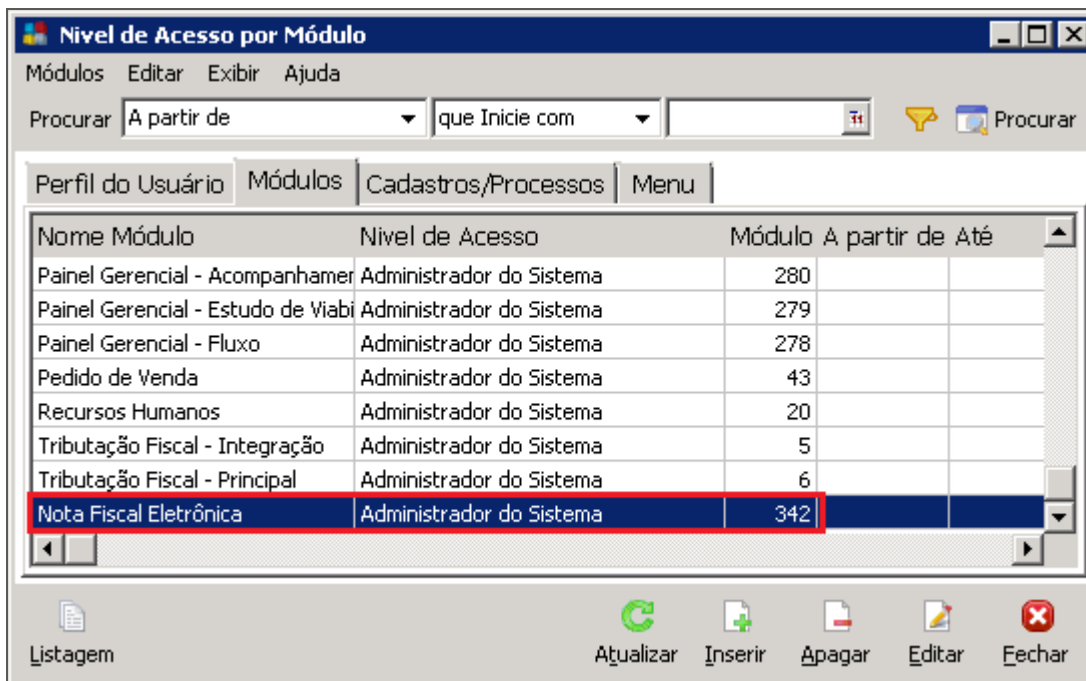 Nivel de Acesso por Módulo
Módulos Editar Exibir Ajuda
Procurar A partir de que Inicie com Procurar
Perfil do Usuário Módulos Cadastros/Processos Menu
Nome Módulo Nivel de Acesso Módulo A partir de Até
Painel Gerencial - Acompanhamer Administrador do Sistema 280
Painel Gerencial - Estudo de Viabi Administrador do Sistema 279
Painel Gerencial - Fluxo Administrador do Sistema 278
Pedido de Venda Administrador do Sistema 43
Recursos Humanos Administrador do Sistema 20
Tributação Fiscal - Integração Administrador do Sistema 5
Tributação Fiscal - Principal Administrador do Sistema 6
Nota Fiscal Eletrônica Administrador do Sistema 342
Listagem Atualizar Inserir Apagar Editar Fechar